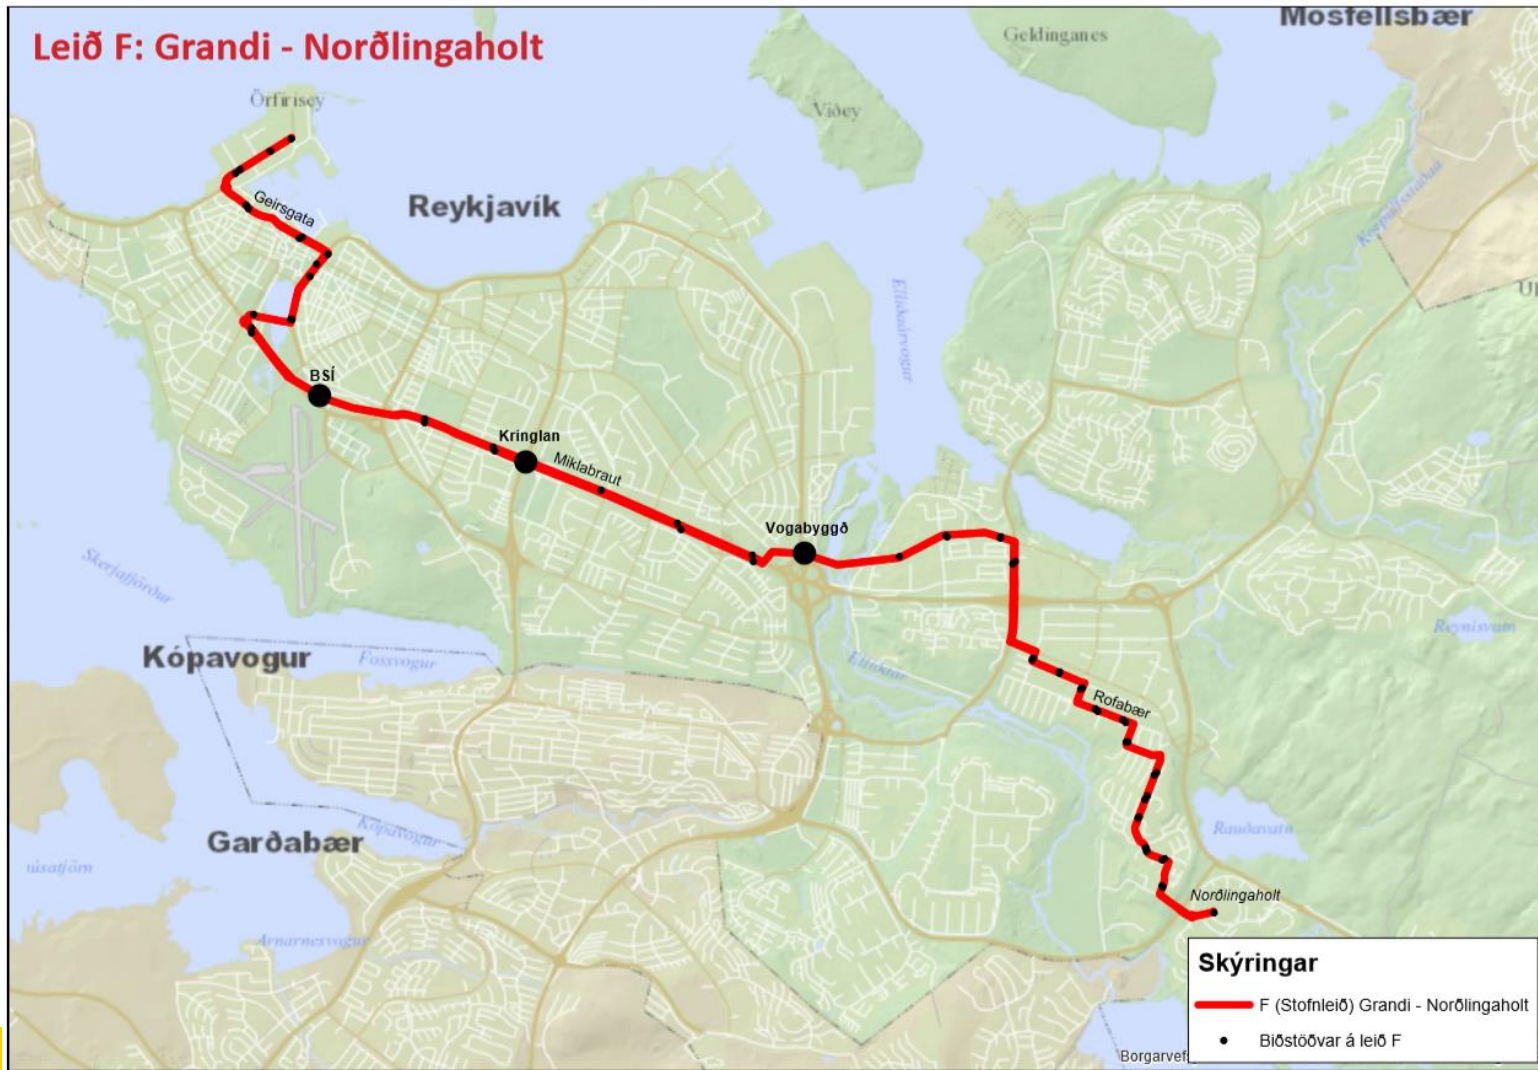 Leið F: Grandi - Norðlingaholt
Mosfellsbær
Geldinganes
Örfirisey
Viðey
Geirsgata
Reykjavík
Elliðaárvogur
BSÍ
Kringlan
Miklabraut
Vogabyggð
Skerjafjörður
Kópavogur
Fossvogur
Elliðaár
Reynisvatn
Rofabær
Garðabær
Kópavogur
Rauðavatn
Norðlingaholt
Arnarnesvogur
Skýringar
F (Stofnleið) Grandi - Norðlingaholt
Biðstöðvar á leið F